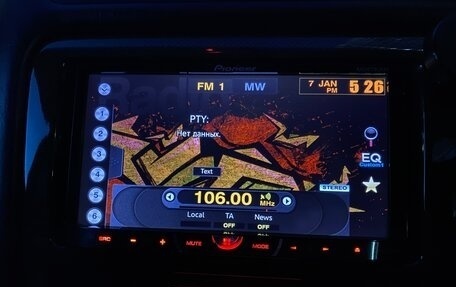 Pioneer
FM 1 MW 7 JAN PM 5 26
1
2
3
4
5
6
PTY:
Нет данных.
Text
EQ
Custom1
STEREO
106.00 MHz
Local TA News
OFF OFF
SRC - + MUTE MODE